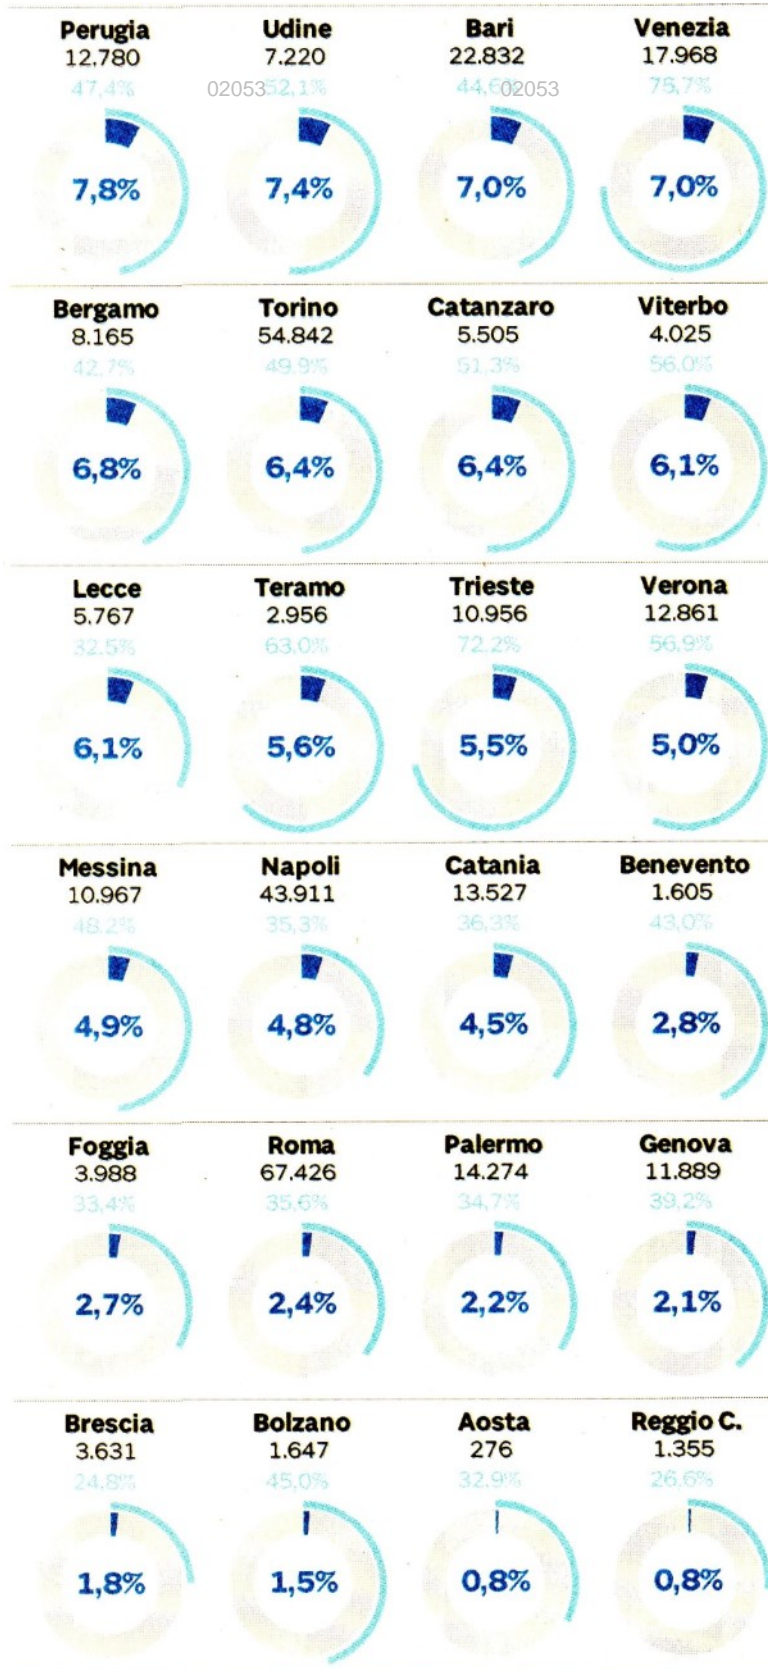 Perugia Udine Bari Venezia
12.780 7.220 22.832 17.968
47,4% 02053 52,1% 44,6% 02053 76,7%
7,8% 7,4% 7,0% 7,0%
Bergamo Torino Catanzaro Viterbo
8.165 54.842 5.505 4.025
42,7% 49,9% 51,3% 56,0%
6,8% 6,4% 6,4% 6,1%
Lecce Teramo Trieste Verona
5.767 2.956 10.956 12.861
32,5% 63,0% 72,2% 56,9%
6,1% 5,6% 5,5% 5,0%
Messina Napoli Catania Benevento
10.967 43.911 13.527 1.605
48,2% 35,3% 36,3% 43,0%
4,9% 4,8% 4,5% 2,8%
Foggia Roma Palermo Genova
3.988 67.426 14.274 11.889
33,4% 35,6% 34,7% 39,2%
2,7% 2,4% 2,2% 2,1%
Brescia Bolzano Aosta Reggio C.
3.631 1.647 276 1.355
24,8% 45,0% 32,9% 26,6%
1,8% 1,5% 0,8% 0,8%